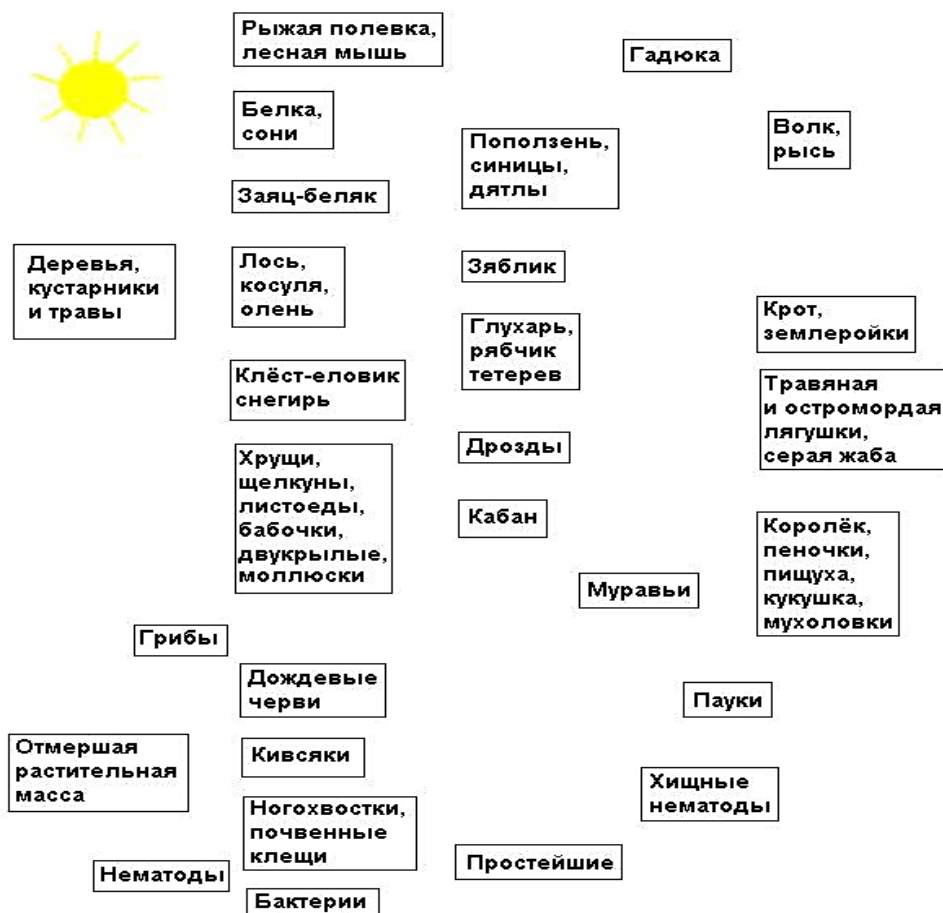 Рыжая полевка,
лесная мышь
Гадюка
Белка,
сони
Поползень,
синицы,
дятлы
Волк,
рысь
Заяц-беляк
Деревья,
кустарники
и травы
Лось,
косуля,
олень
Зяблик
Глухарь,
рябчик
тетерев
Крот,
землеройки
Клёст-еловик
снегирь
Травяная
и остромордая
лягушки,
серая жаба
Дрозды
Хрущи,
щелкуны,
листоеды,
бабочки,
двукрылые,
моллюски
Кабан
Королёк,
пеночки,
пищуха,
кукушка,
мухоловки
Муравьи
Грибы
Дождевые
черви
Пауки
Отмершая
растительная
масса
Кивсяки
Хищные
нематоды
Ногохвостки,
почвенные
клещи
Простейшие
Нематоды
Бактерии